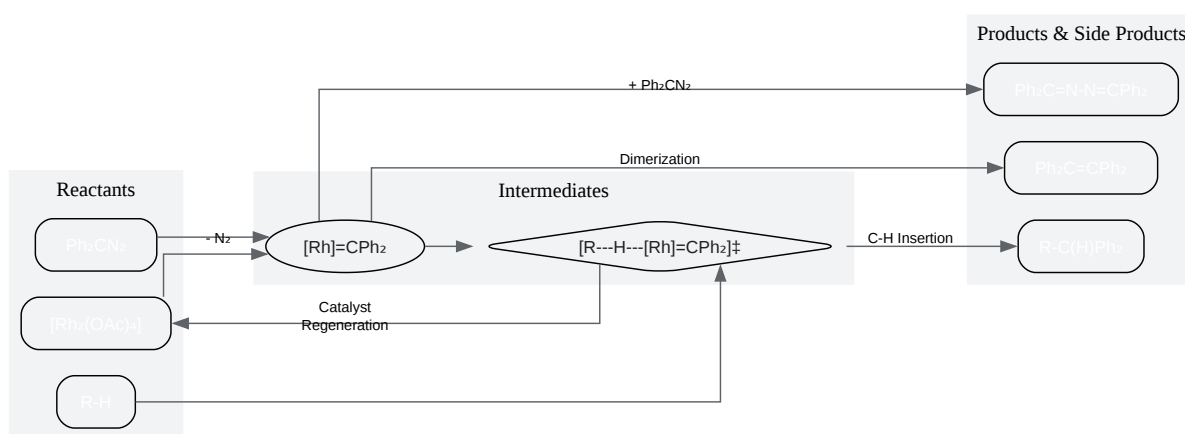 Products & Side Products
+ Ph₂CN₂
Ph₂C=N-N=CPh₂
Dimerization
Ph₂C=CPh₂
Reactants
Intermediates
Ph₂CN₂
- N₂
[Rh]=CPh₂
[R---H---[Rh]=CPh₂]‡
C-H Insertion
R-C(H)Ph₂
Catalyst
Regeneration
[Rh₂(OAc)₄]
R-H